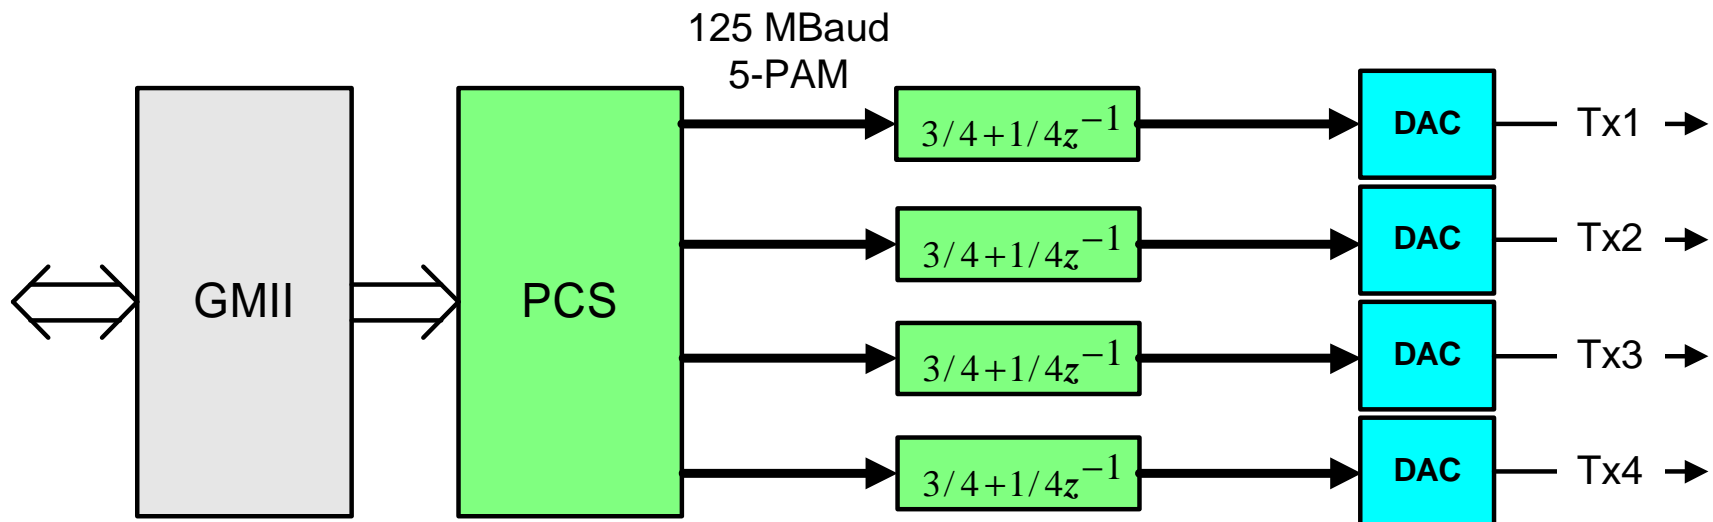 125 MBaud
5-PAM
GMII
PCS
3/4+1/4z⁻¹
DAC
Tx1
3/4+1/4z⁻¹
DAC
Tx2
3/4+1/4z⁻¹
DAC
Tx3
3/4+1/4z⁻¹
DAC
Tx4